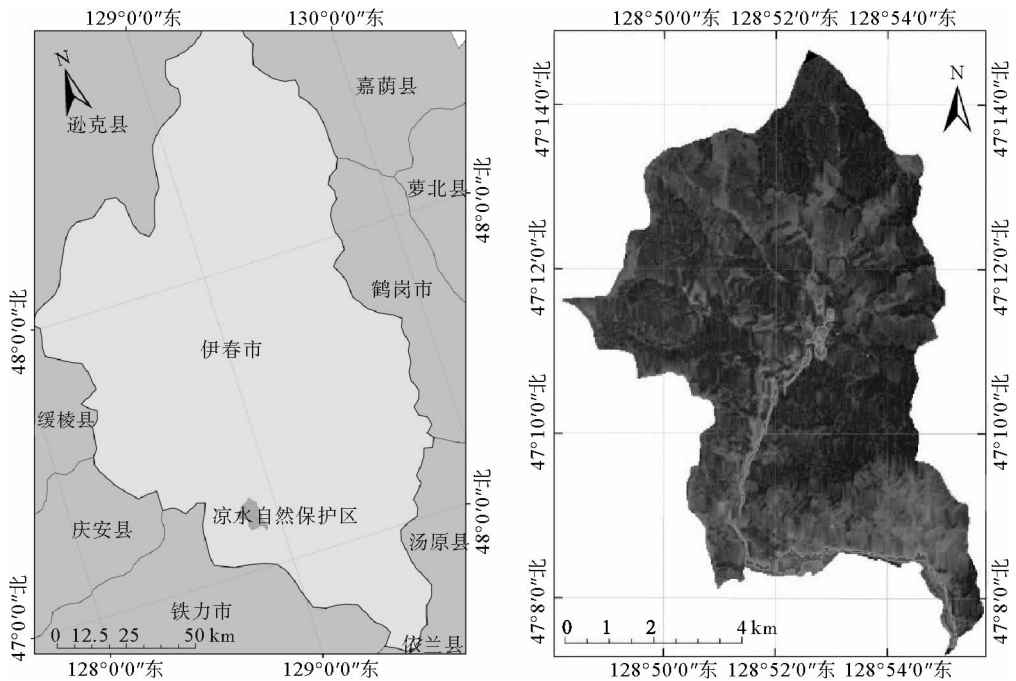 129°0′0″东 130°0′0″东
N
嘉荫县
逊克县
萝北县
48°0′0″北
鹤岗市
48°0′0″北
伊春市
缓棱县
凉水自然保护区
庆安县
汤原县
48°0′0″北
铁力市
0 12.5 25 50 km
依兰县
47°0′0″北
128°0′0″东 129°0′0″东
128°50′0″东 128°52′0″东 128°54′0″东
N
47°14′0″北
47°14′0″北
47°12′0″北
47°12′0″北
47°10′0″北
47°10′0″北
47°8′0″北
47°8′0″北
0 1 2 4 km
128°50′0″东 128°52′0″东 128°54′0″东